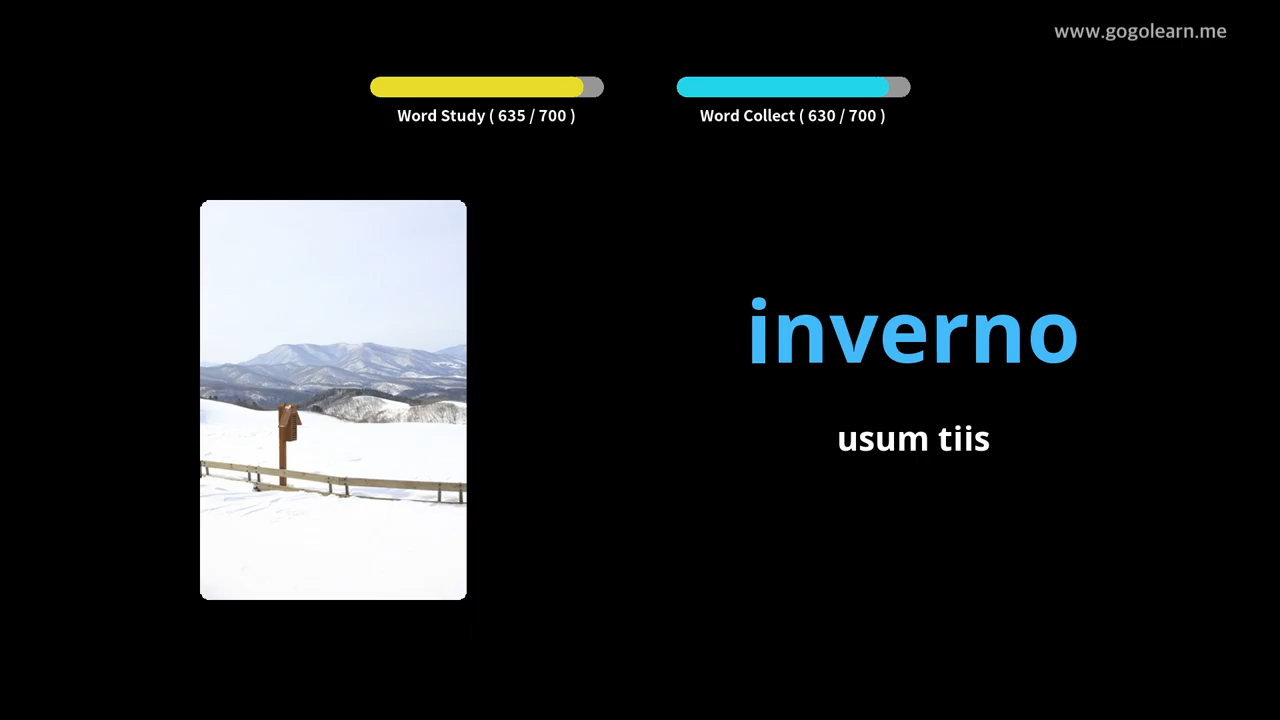 www.gogolearn.me
Word Study ( 635 / 700 )
Word Collect ( 630 / 700 )
inverno
usum tiis